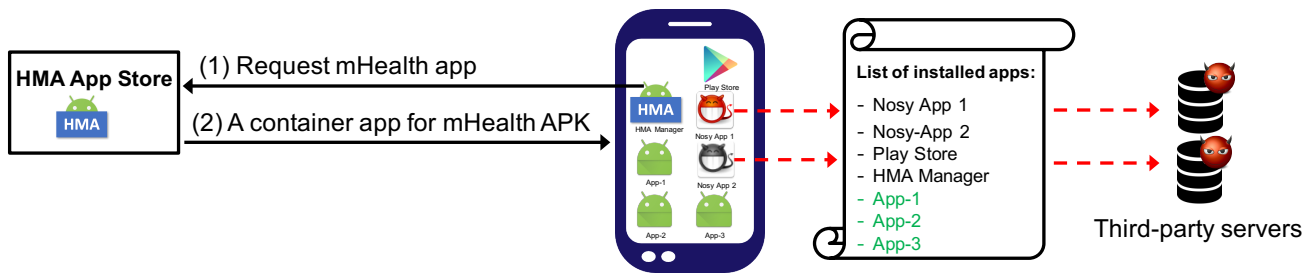 HMA App Store
HMA
(1) Request mHealth app
(2) A container app for mHealth APK
Play Store
HMA
HMA Manager
Nosy App 1
App-1
Nosy App 2
App-2
App-3
List of installed apps:
- Nosy App 1
- Nosy-App 2
- Play Store
- HMA Manager
- App-1
- App-2
- App-3
Third-party servers